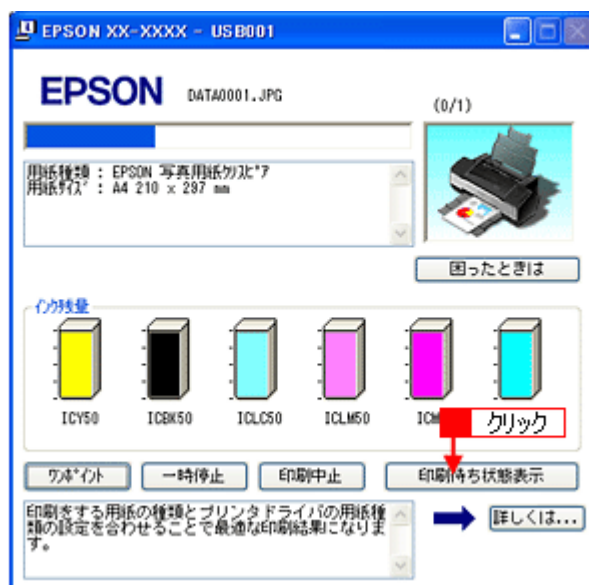 EPSON XX-XXXX - USB001
EPSON DATA0001.JPG
(0/1)
用紙種類 : EPSON 写真用紙クリスピア
用紙サイズ : A4 210 x 297 mm
困ったときは
インク残量
ICY50 ICBK50 ICLC50 ICLM50
クリック
ワンポイント 一時停止 印刷中止 印刷待ち状態表示
印刷をする用紙の種類とプリンタドライバの用紙種
類の設定を合わせることで最適な印刷結果になりま
す。
詳しくは...